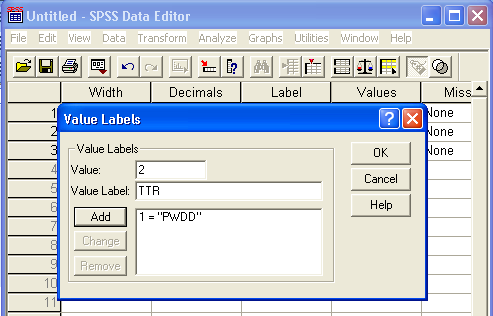 Untitled - SPSS Data Editor
File Edit View Data Transform Analyze Graphs Utilities Window Help
Width Decimals Label Values Miss
1 None
Value Labels
2 None
3 None
Value Labels
OK
Value: 2
Cancel
Value Label: TTR
Help
Add 1 = "PWDD"
Change
Remove
4
5
6
7
8
9
10
11